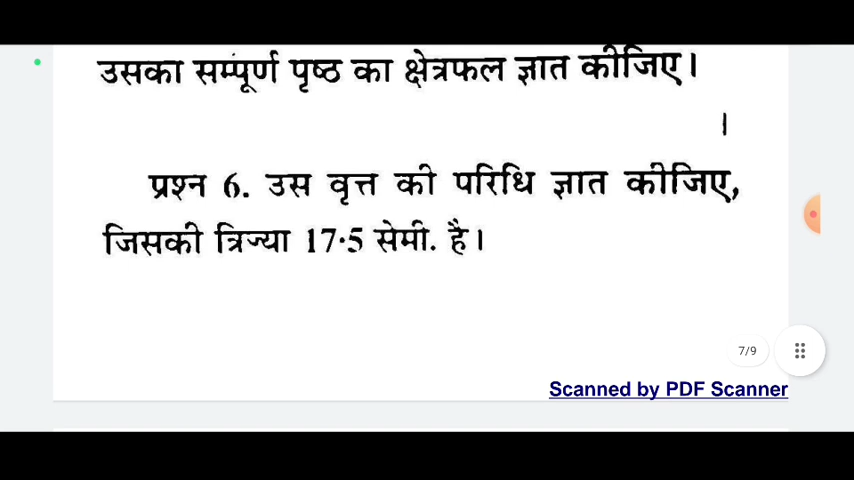 उसका सम्पूर्ण पृष्ठ का क्षेत्रफल ज्ञात कीजिए।
।
प्रश्न 6. उस वृत्त की परिधि ज्ञात कीजिए,
जिसकी त्रिज्या 17·5 सेमी. है।
7/9
Scanned by PDF Scanner